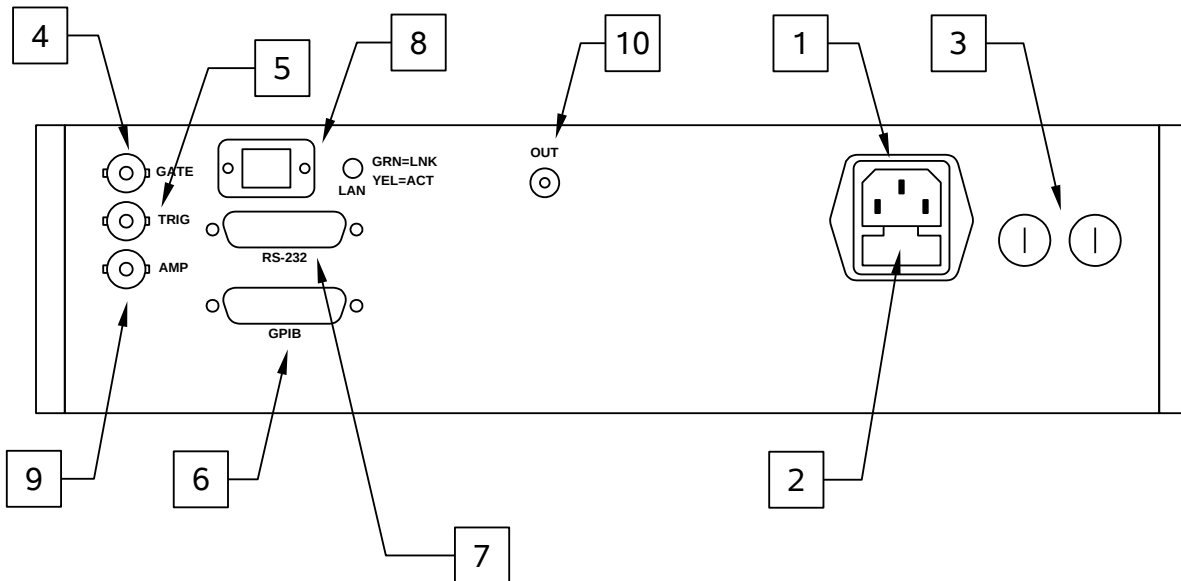 4
5
8
10
1
3
GATE
GRN=LNK
YEL=ACT
LAN
OUT
TRIG
RS-232
AMP
GPIB
9
6
7
2